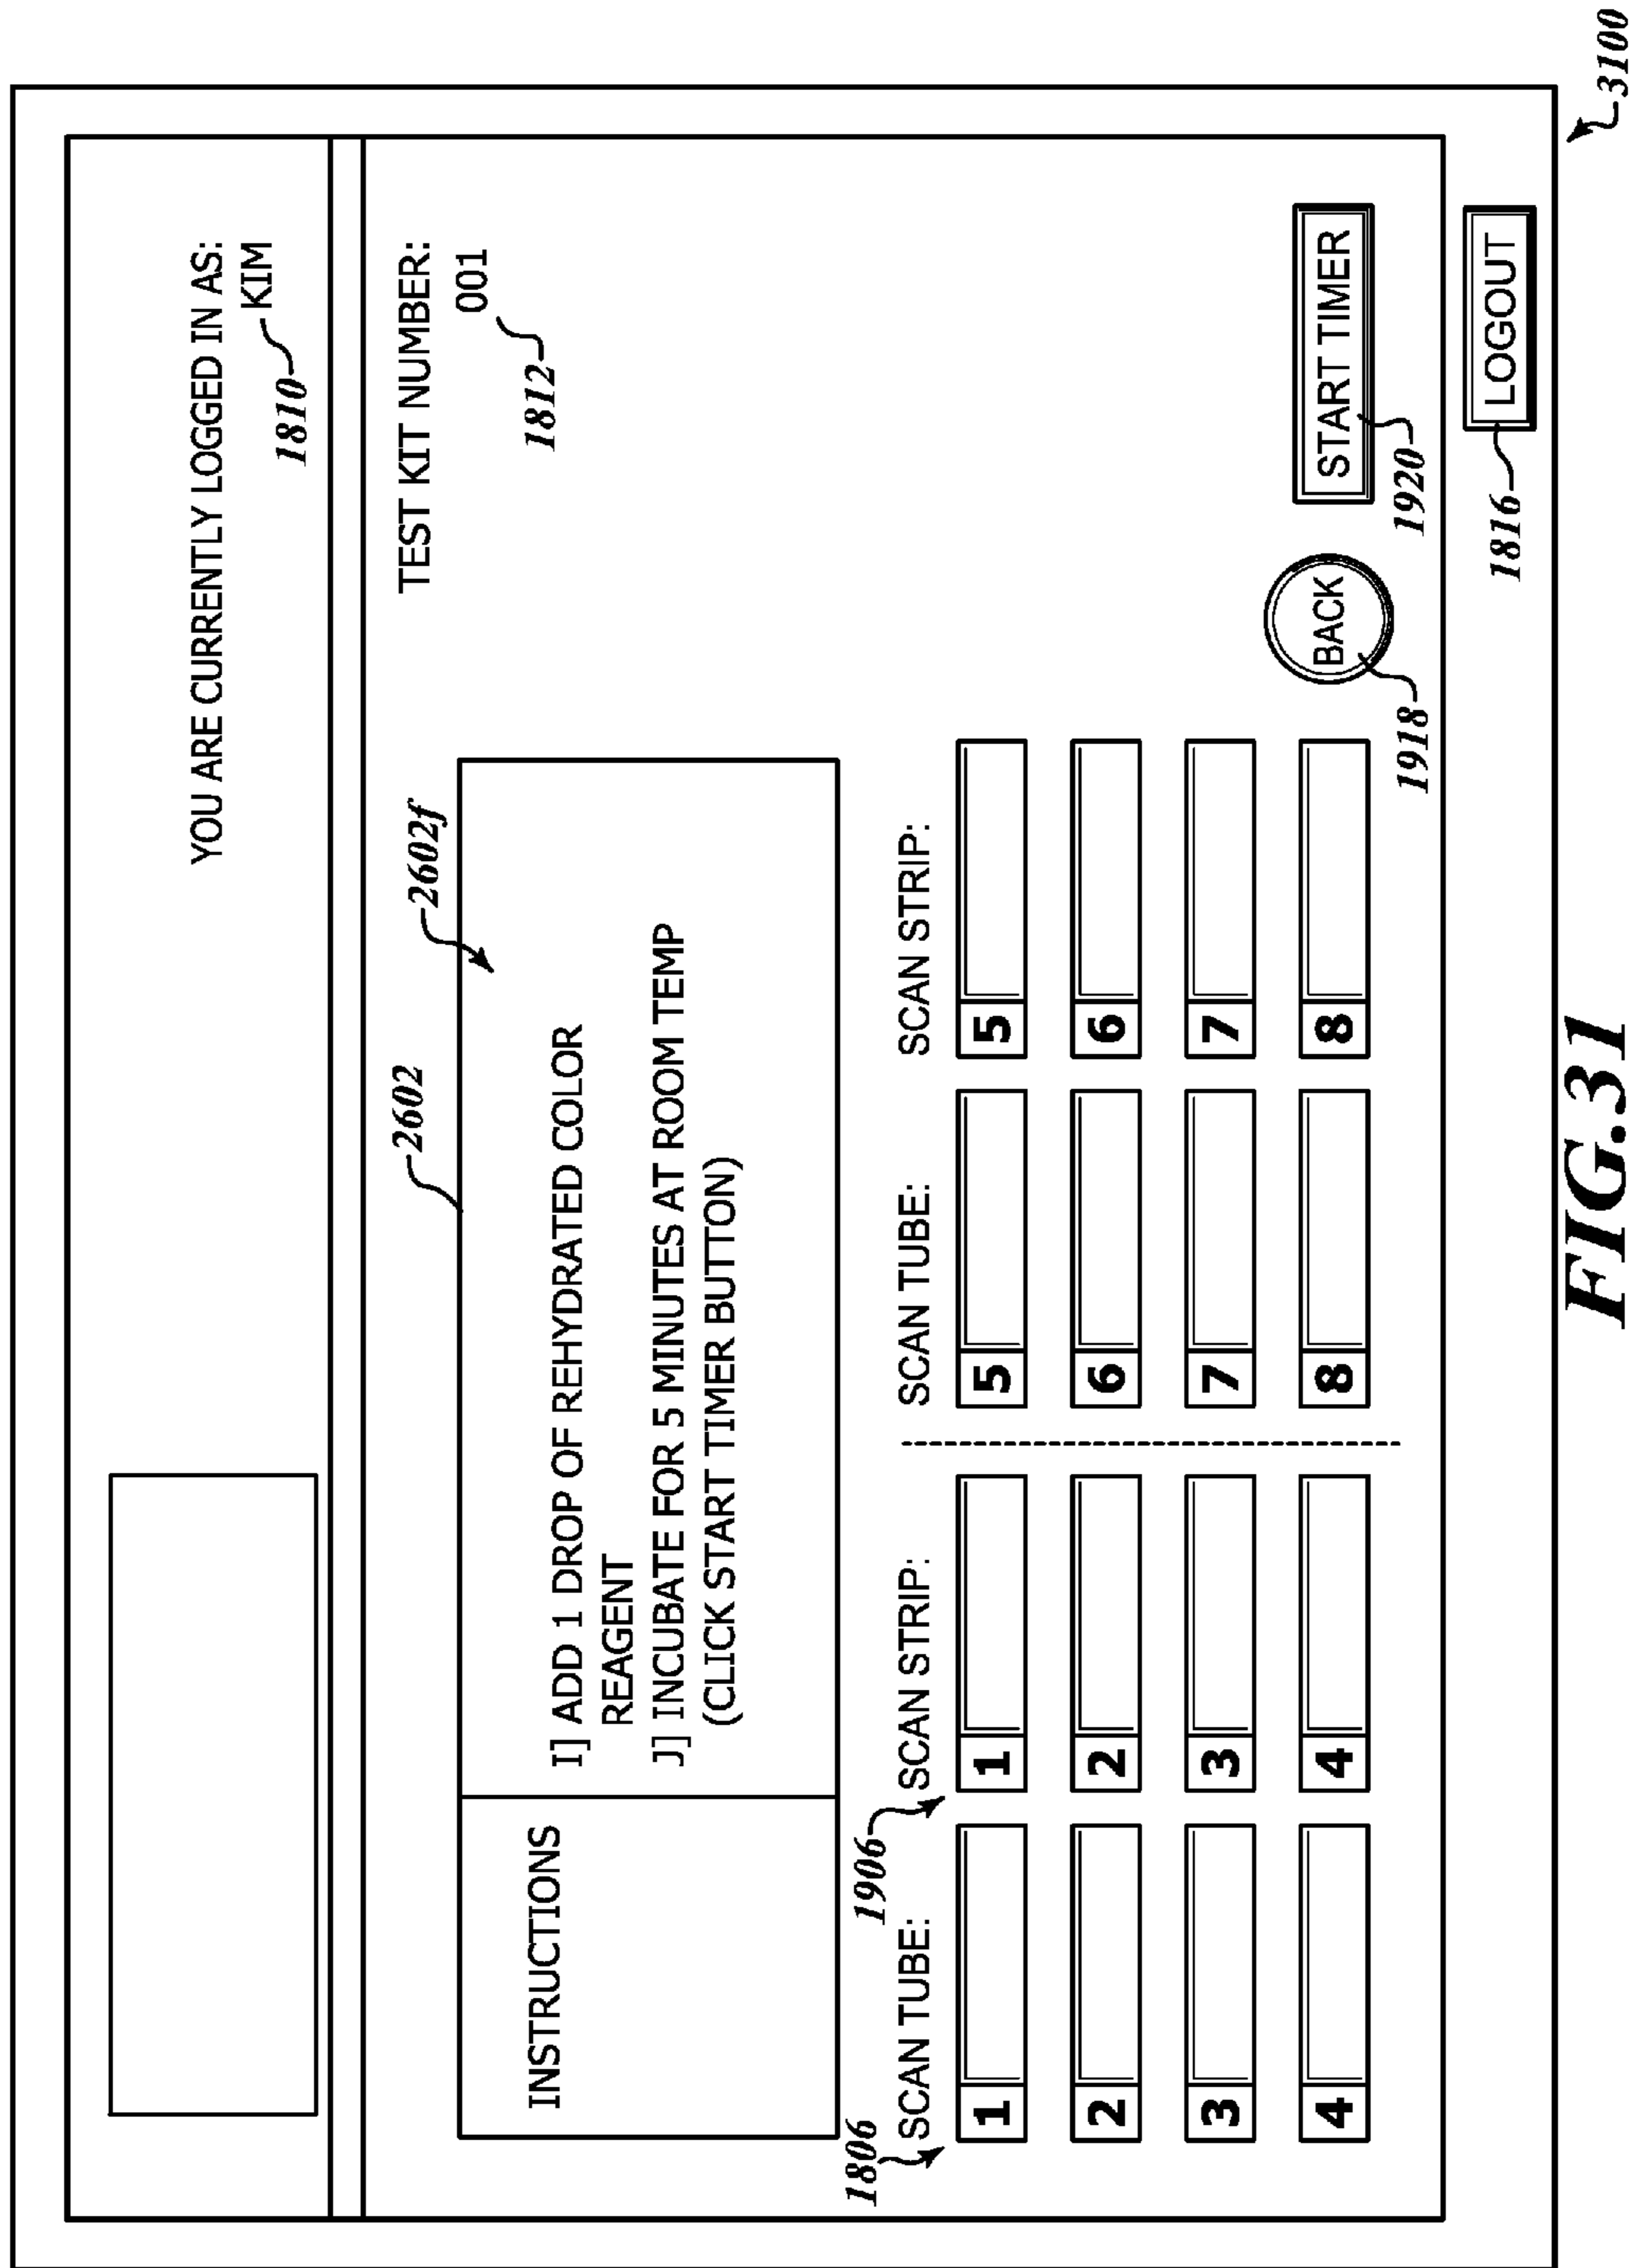 YOU ARE CURRENTLY LOGGED IN AS:
KIM
1810
TEST KIT NUMBER:
001
1812
2602
2602f
INSTRUCTIONS
I] ADD 1 DROP OF REHYDRATED COLOR
REAGENT
J] INCUBATE FOR 5 MINUTES AT ROOM TEMP
(CLICK START TIMER BUTTON)
1806
1906
SCAN TUBE: SCAN STRIP: SCAN TUBE: SCAN STRIP:
1 1 5 5
2 2 6 6
3 3 7 7
4 4 8 8
BACK
START TIMER
1918
1920
LOGOUT
1816
3100
FIG.31